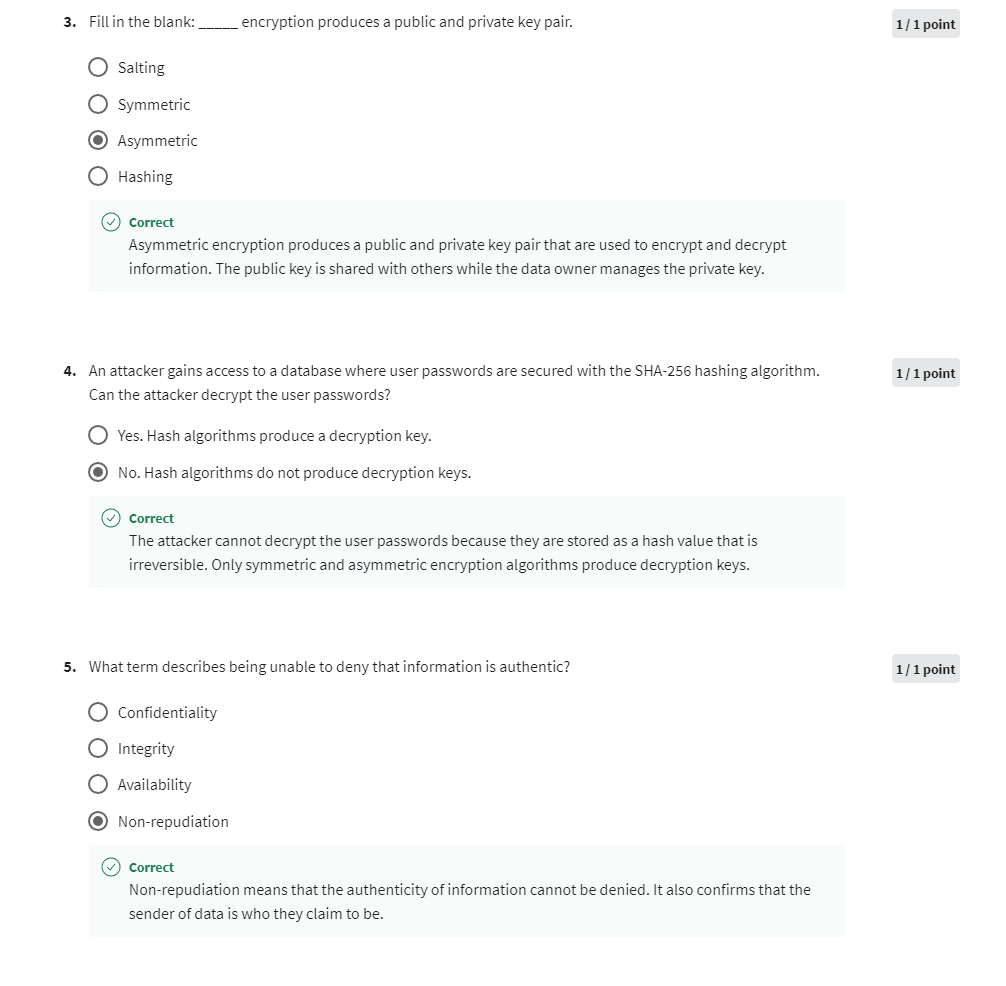 3. Fill in the blank: _____ encryption produces a public and private key pair.
1 / 1 point
Salting
Symmetric
Asymmetric
Hashing
Correct
Asymmetric encryption produces a public and private key pair that are used to encrypt and decrypt
information. The public key is shared with others while the data owner manages the private key.
4. An attacker gains access to a database where user passwords are secured with the SHA-256 hashing algorithm.
Can the attacker decrypt the user passwords?
1 / 1 point
Yes. Hash algorithms produce a decryption key.
No. Hash algorithms do not produce decryption keys.
Correct
The attacker cannot decrypt the user passwords because they are stored as a hash value that is
irreversible. Only symmetric and asymmetric encryption algorithms produce decryption keys.
5. What term describes being unable to deny that information is authentic?
1 / 1 point
Confidentiality
Integrity
Availability
Non-repudiation
Correct
Non-repudiation means that the authenticity of information cannot be denied. It also confirms that the
sender of data is who they claim to be.